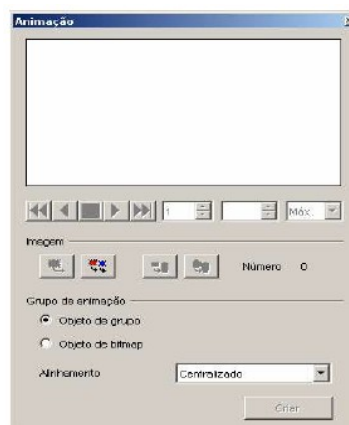 Animação
1
Máx.
Imagem
Número 0
Grupo de animação
Objeto de grupo
Objeto de bitmap
Alinhamento Centralizado
Criar